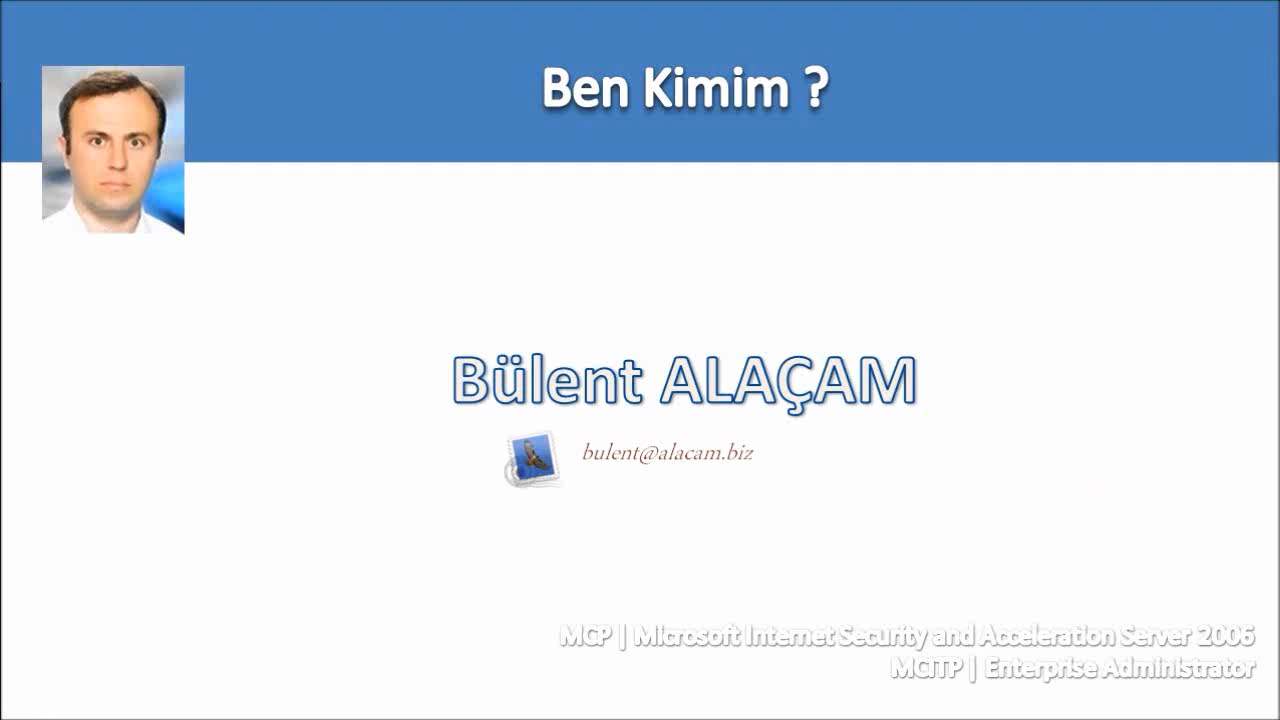 Ben Kimim ?
Bülent ALAÇAM
bulent@alacam.biz
MCP | Microsoft Internet Security and Acceleration Server 2006
MCITP | Enterprise Administrator